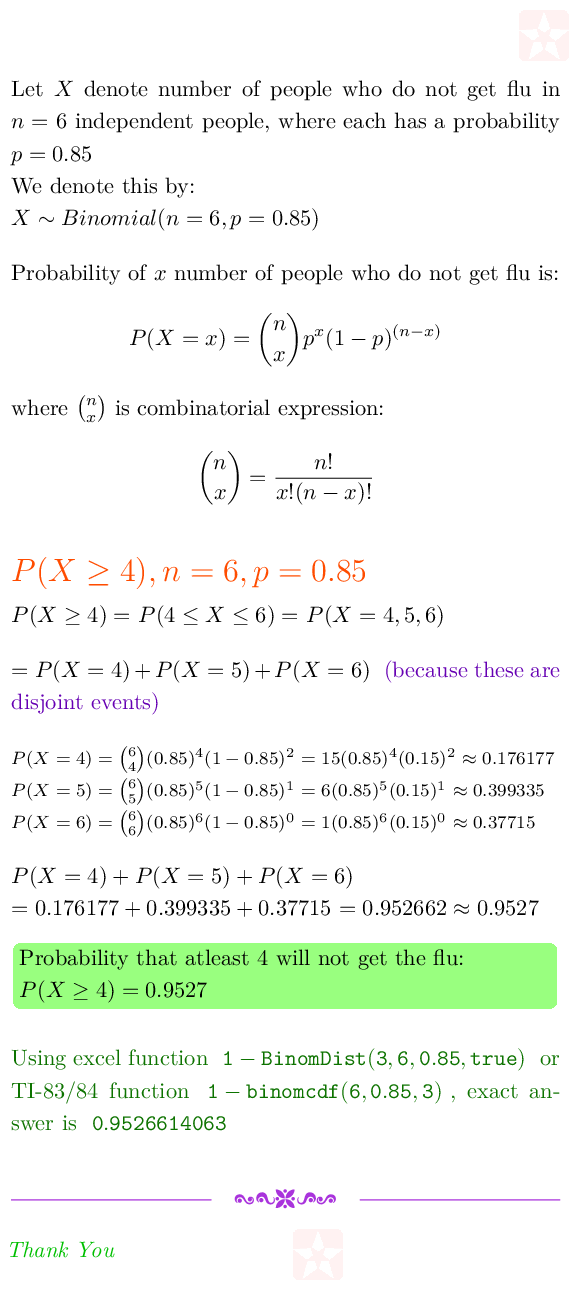 Let X denote number of people who do not get flu in
n = 6 independent people, where each has a probability
p = 0.85
We denote this by:
X ∼ Binomial(n = 6, p = 0.85)
Probability of x number of people who do not get flu is:
P(X = x) = \binom{n}{x} p^x (1 − p)^{(n−x)}
where \binom{n}{x} is combinatorial expression:
\binom{n}{x} = \frac{n!}{x!(n − x)!}
P(X ≥ 4), n = 6, p = 0.85
P(X ≥ 4) = P(4 ≤ X ≤ 6) = P(X = 4, 5, 6)
= P(X = 4) + P(X = 5) + P(X = 6) (because these are
disjoint events)
P(X = 4) = \binom{6}{4}(0.85)^4(1 − 0.85)^2 = 15(0.85)^4(0.15)^2 ≈ 0.176177
P(X = 5) = \binom{6}{5}(0.85)^5(1 − 0.85)^1 = 6(0.85)^5(0.15)^1 ≈ 0.399335
P(X = 6) = \binom{6}{6}(0.85)^6(1 − 0.85)^0 = 1(0.85)^6(0.15)^0 ≈ 0.37715
P(X = 4) + P(X = 5) + P(X = 6)
= 0.176177 + 0.399335 + 0.37715 = 0.952662 ≈ 0.9527
Probability that atleast 4 will not get the flu:
P(X ≥ 4) = 0.9527
Using excel function 1 − BinomDist(3, 6, 0.85, true) or
TI-83/84 function 1 − binomcdf(6, 0.85, 3) , exact an-
swer is 0.9526614063
Thank You